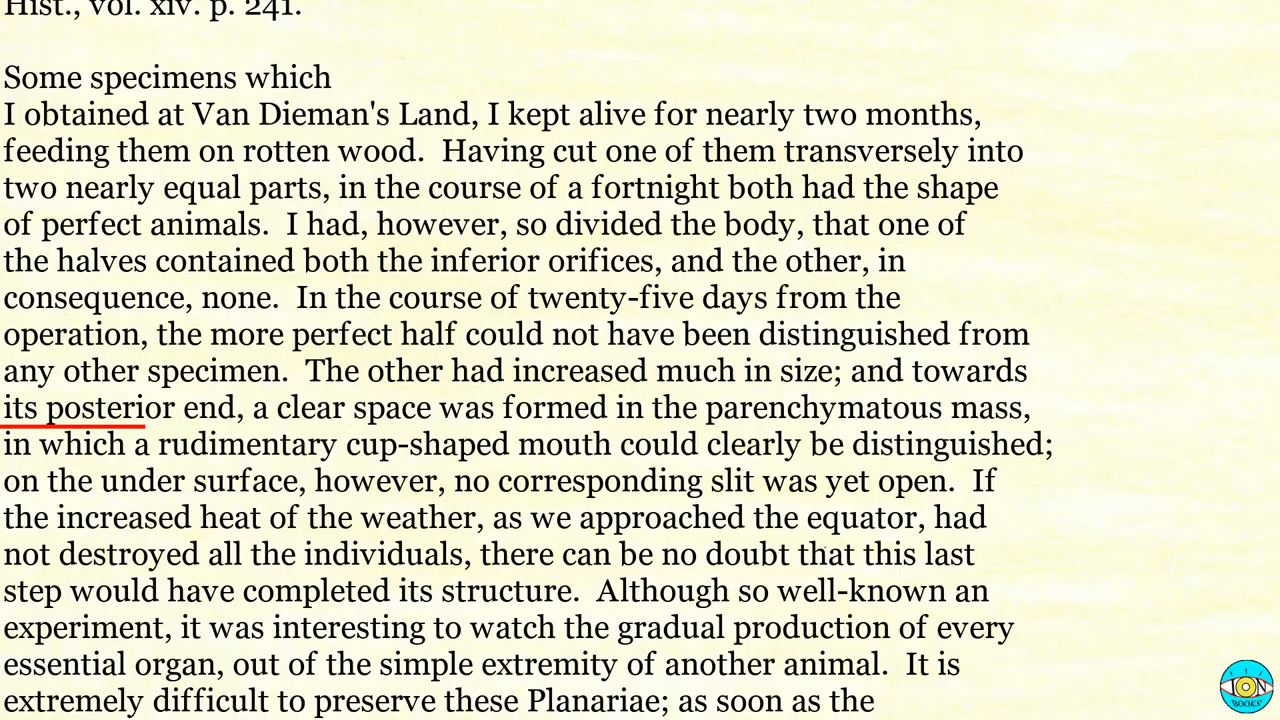 Hist., vol. xiv. p. 241.
Some specimens which
I obtained at Van Dieman's Land, I kept alive for nearly two months,
feeding them on rotten wood.  Having cut one of them transversely into
two nearly equal parts, in the course of a fortnight both had the shape
of perfect animals.  I had, however, so divided the body, that one of
the halves contained both the inferior orifices, and the other, in
consequence, none.  In the course of twenty-five days from the
operation, the more perfect half could not have been distinguished from
any other specimen.  The other had increased much in size; and towards
its posterior end, a clear space was formed in the parenchymatous mass,
in which a rudimentary cup-shaped mouth could clearly be distinguished;
on the under surface, however, no corresponding slit was yet open.  If
the increased heat of the weather, as we approached the equator, had
not destroyed all the individuals, there can be no doubt that this last
step would have completed its structure.  Although so well-known an
experiment, it was interesting to watch the gradual production of every
essential organ, out of the simple extremity of another animal.  It is
extremely difficult to preserve these Planariae; as soon as the
ION
BOOKS